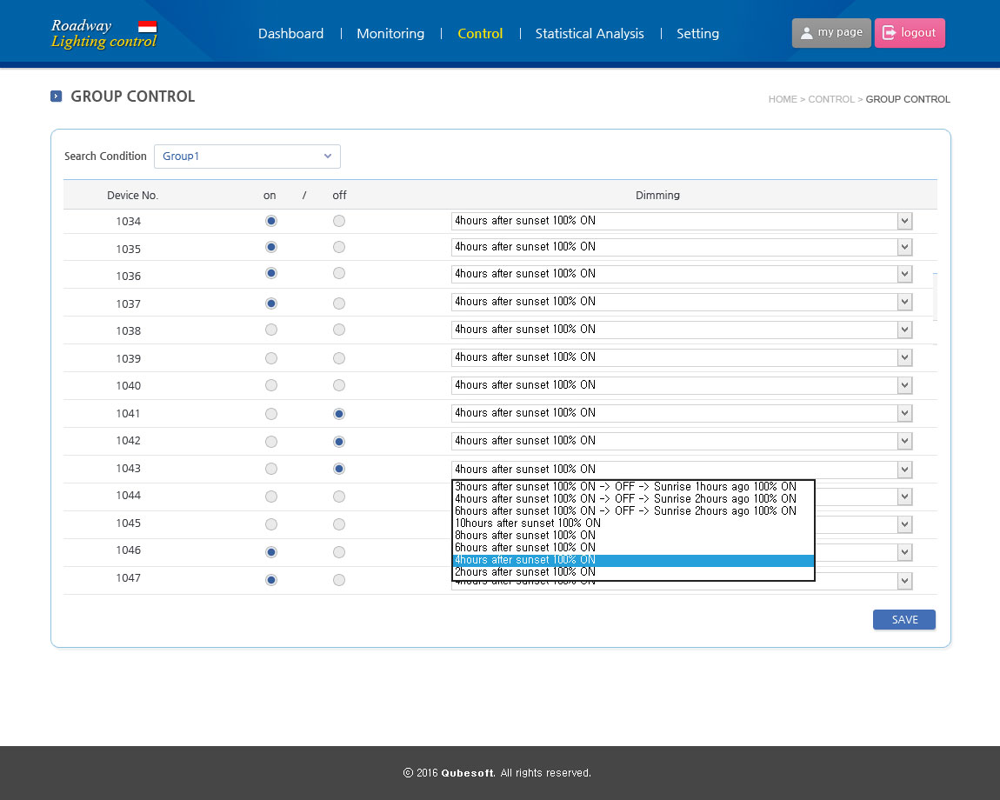 Roadway
Lighting control
Dashboard | Monitoring | Control | Statistical Analysis | Setting
my page
logout
GROUP CONTROL
HOME > CONTROL > GROUP CONTROL
Search Condition Group1
Device No. on / off Dimming
1034 4hours after sunset 100% ON
1035 4hours after sunset 100% ON
1036 4hours after sunset 100% ON
1037 4hours after sunset 100% ON
1038 4hours after sunset 100% ON
1039 4hours after sunset 100% ON
1040 4hours after sunset 100% ON
1041 4hours after sunset 100% ON
1042 4hours after sunset 100% ON
1043 4hours after sunset 100% ON
3hours after sunset 100% ON -> OFF -> Sunrise 1hours ago 100% ON
4hours after sunset 100% ON -> OFF -> Sunrise 2hours ago 100% ON
6hours after sunset 100% ON -> OFF -> Sunrise 2hours ago 100% ON
10hours after sunset 100% ON
8hours after sunset 100% ON
6hours after sunset 100% ON
4hours after sunset 100% ON
2hours after sunset 100% ON
1044
1045
1046
1047 4hours after sunset 100% ON
SAVE
© 2016 Qubesoft. All rights reserved.